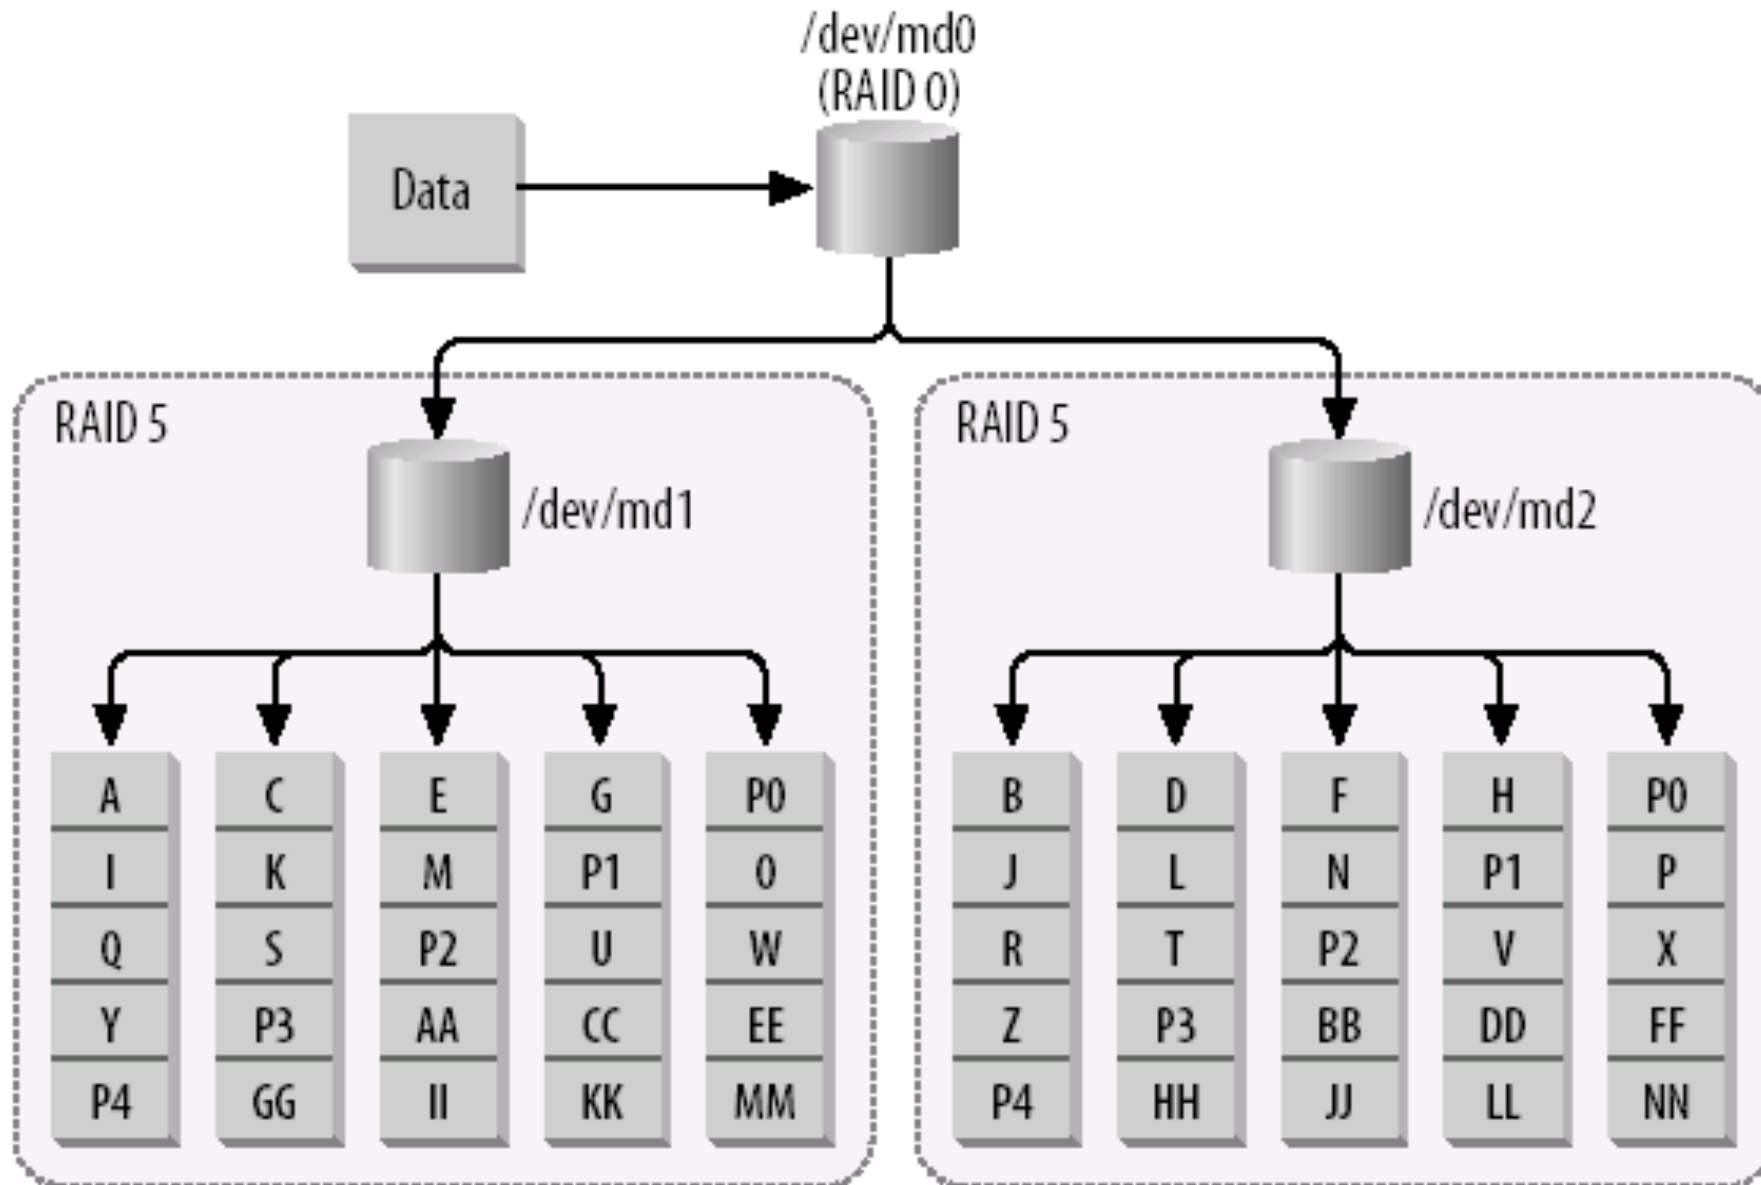 /dev/md0
(RAID 0)
Data
RAID 5
/dev/md1
A C E G P0
I K M P1 O
Q S P2 U W
Y P3 AA CC EE
P4 GG II KK MM
RAID 5
/dev/md2
B D F H P0
J L N P1 P
R T P2 V X
Z P3 BB DD FF
P4 HH JJ LL NN